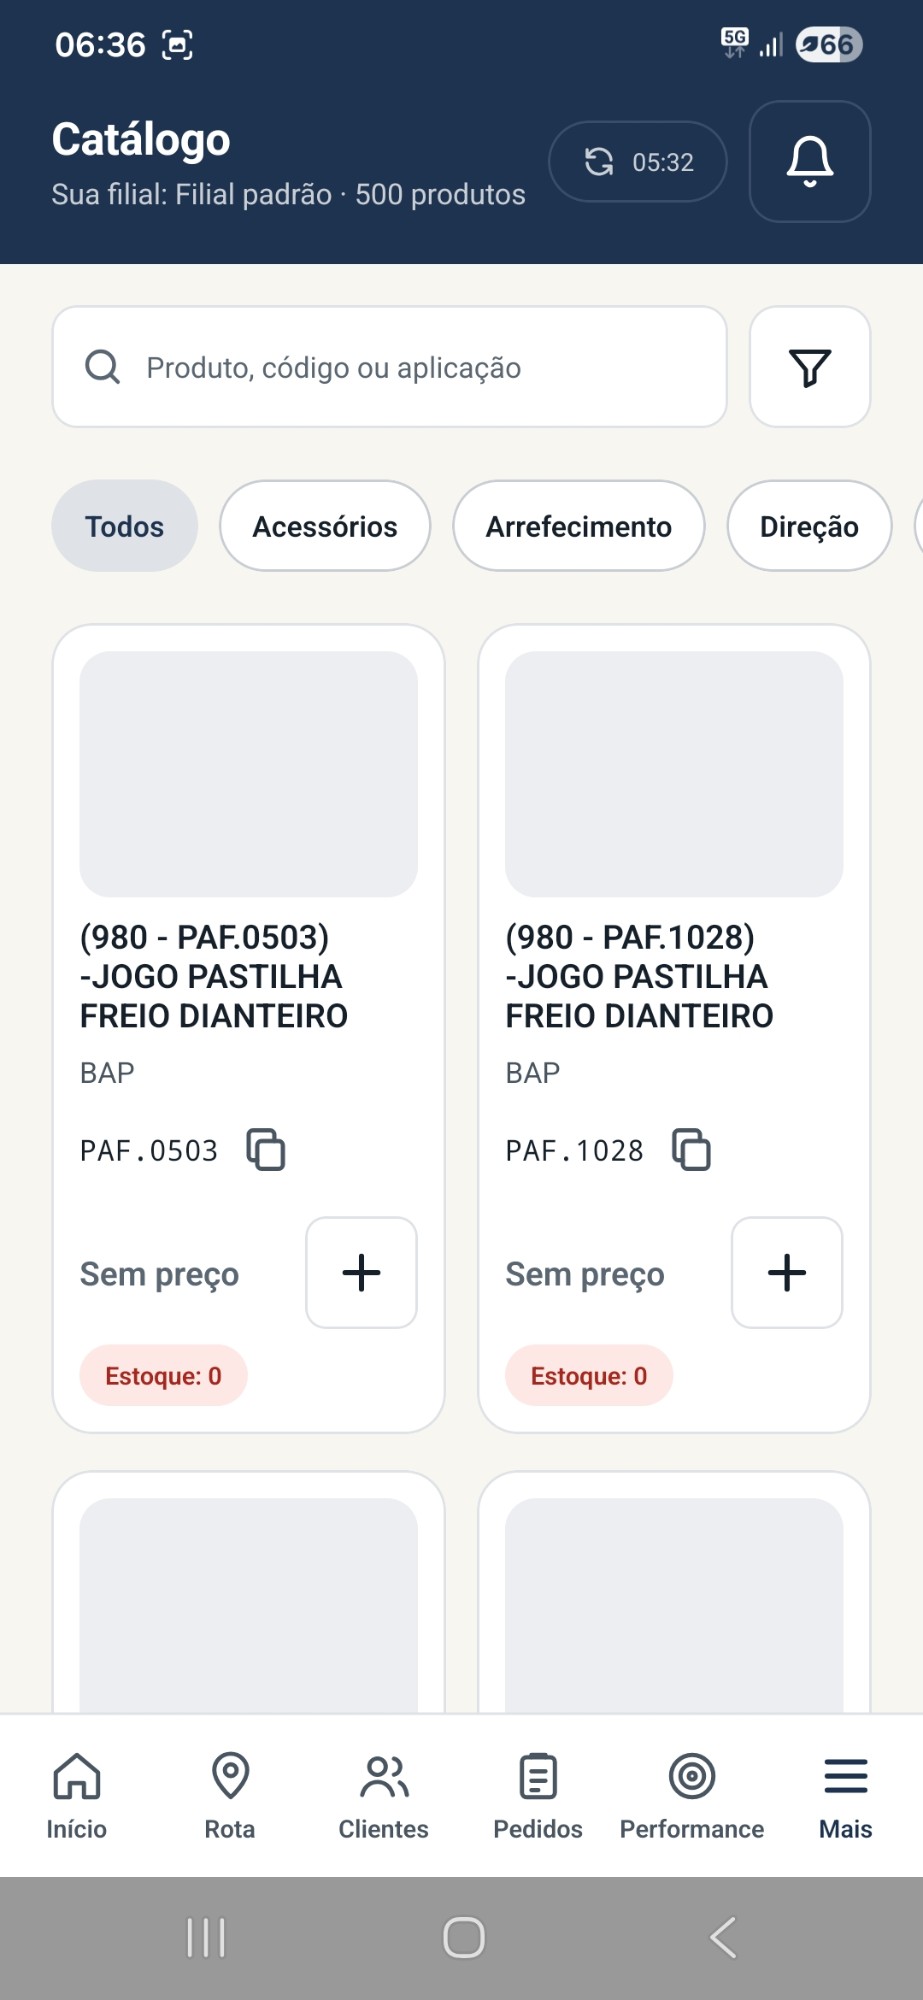 06:36
5G
66
Catálogo
Sua filial: Filial padrão · 500 produtos
05:32
Produto, código ou aplicação
Todos
Acessórios
Arrefecimento
Direção
(980 - PAF.0503)
-JOGO PASTILHA
FREIO DIANTEIRO
BAP
PAF.0503
Sem preço
Estoque: 0
(980 - PAF.1028)
-JOGO PASTILHA
FREIO DIANTEIRO
BAP
PAF.1028
Sem preço
Estoque: 0
Início
Rota
Clientes
Pedidos
Performance
Mais